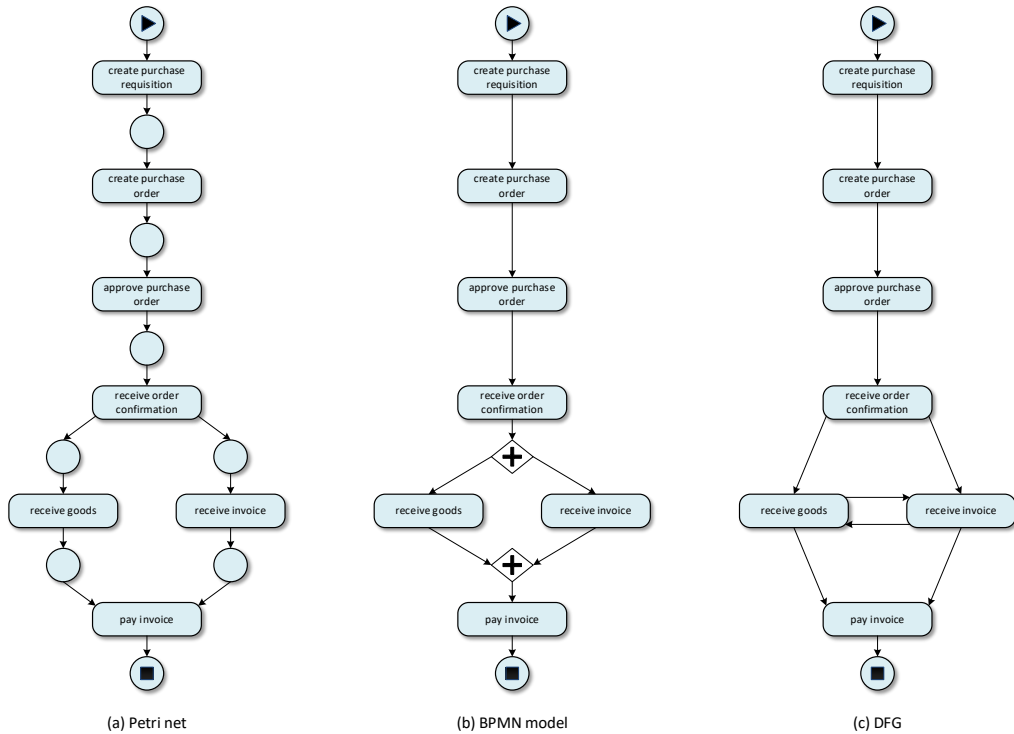 create purchase
requisition
create purchase
order
approve purchase
order
receive order
confirmation
receive goods
receive invoice
pay invoice
(a) Petri net
create purchase
requisition
create purchase
order
approve purchase
order
receive order
confirmation
receive goods
receive invoice
pay invoice
(b) BPMN model
create purchase
requisition
create purchase
order
approve purchase
order
receive order
confirmation
receive goods
receive invoice
pay invoice
(c) DFG